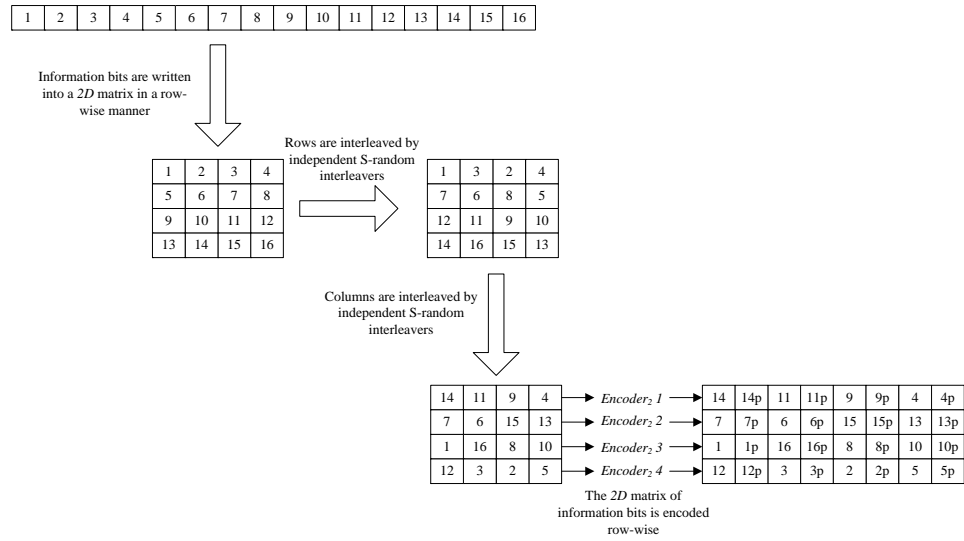 1 2 3 4 5 6 7 8 9 10 11 12 13 14 15 16
Information bits are written
into a 2D matrix in a row-
wise manner
Rows are interleaved by
independent S-random
interleavers
1 2 3 4
5 6 7 8
9 10 11 12
13 14 15 16
1 3 2 4
7 6 8 5
12 11 9 10
14 16 15 13
Columns are interleaved by
independent S-random
interleavers
14 11 9 4 Encoder₂ 1 14 14p 11 11p 9 9p 4 4p
7 6 15 13 Encoder₂ 2 7 7p 6 6p 15 15p 13 13p
1 16 8 10 Encoder₂ 3 1 1p 16 16p 8 8p 10 10p
12 3 2 5 Encoder₂ 4 12 12p 3 3p 2 2p 5 5p
The 2D matrix of
information bits is encoded
row-wise